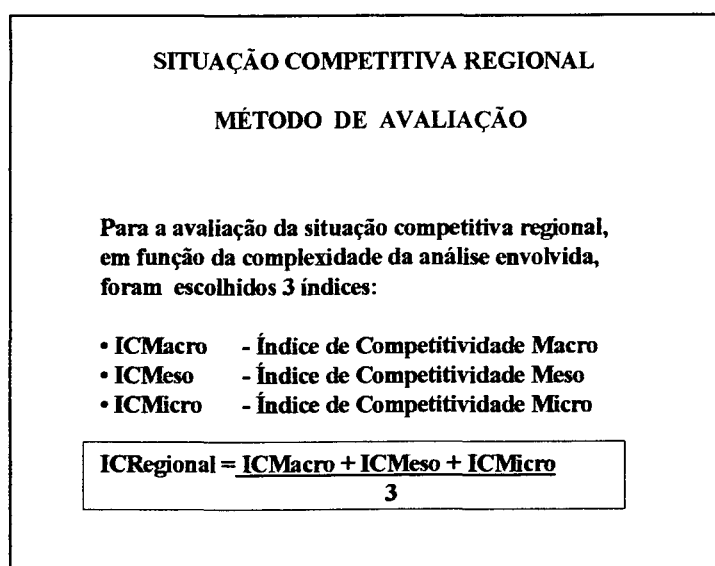 SITUAÇÃO COMPETITIVA REGIONAL
MÉTODO DE AVALIAÇÃO
Para a avaliação da situação competitiva regional,
em função da complexidade da análise envolvida,
foram escolhidos 3 índices:
• ICMacro - Índice de Competitividade Macro
• ICMeso - Índice de Competitividade Meso
• ICMicro - Índice de Competitividade Micro
ICRegional = ICMacro + ICMeso + ICMicro
3